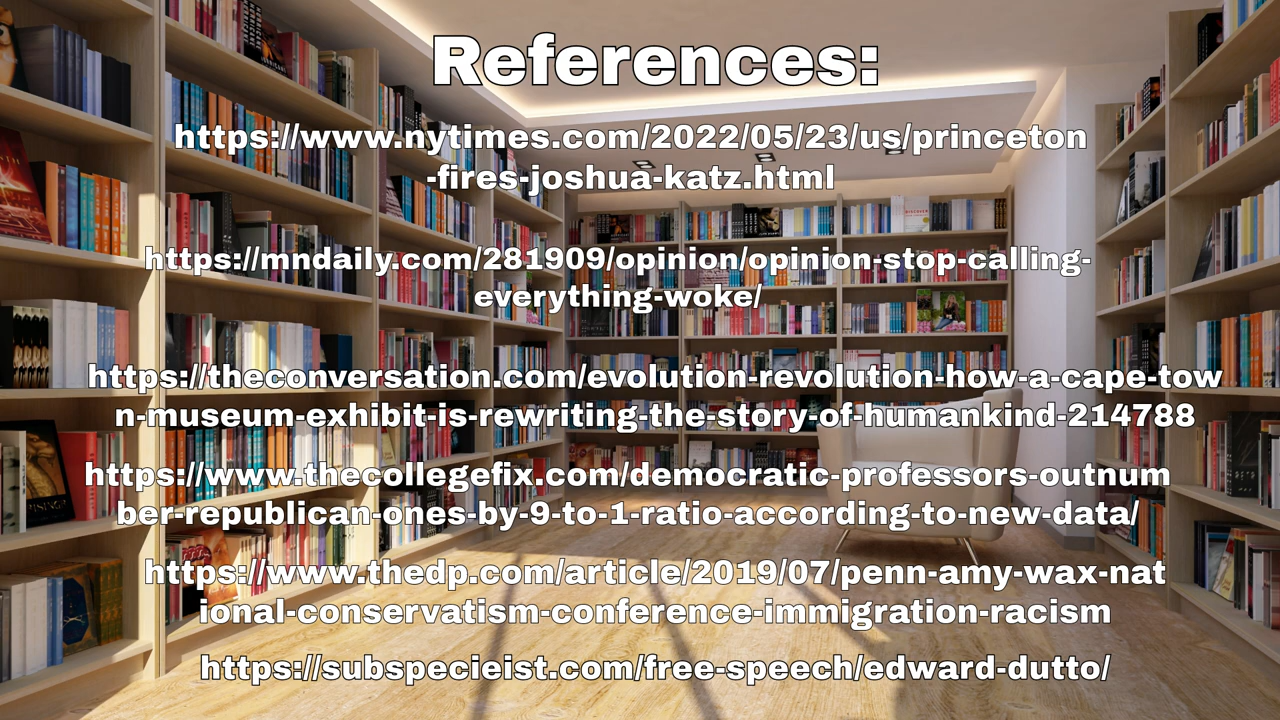 References:
https://www.nytimes.com/2022/05/23/us/princeton
-fires-joshua-katz.html
https://mndaily.com/281909/opinion/opinion-stop-calling-
everything-woke/
https://theconversation.com/evolution-revolution-how-a-cape-tow
n-museum-exhibit-is-rewriting-the-story-of-humankind-214788
https://www.thecollegefix.com/democratic-professors-outnum
ber-republican-ones-by-9-to-1-ratio-according-to-new-data/
https://www.thedp.com/article/2019/07/penn-amy-wax-nat
ional-conservatism-conference-immigration-racism
https://subspecieist.com/free-speech/edward-dutto/